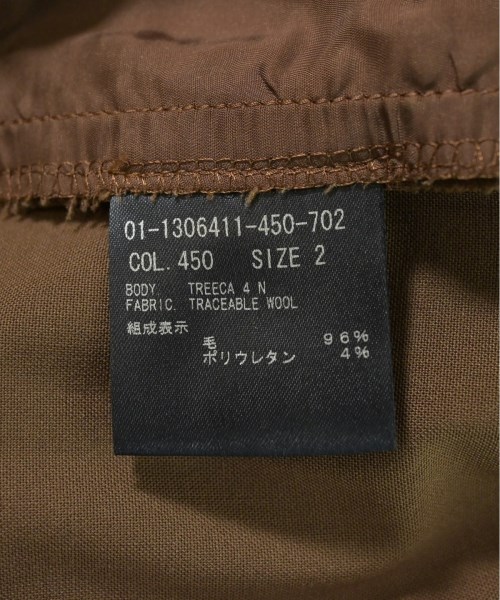 01-1306411-450-702
COL. 450 SIZE 2
BODY. TREECA 4 N
FABRIC. TRACEABLE WOOL
組成表示
毛 96%
ポリウレタン 4%